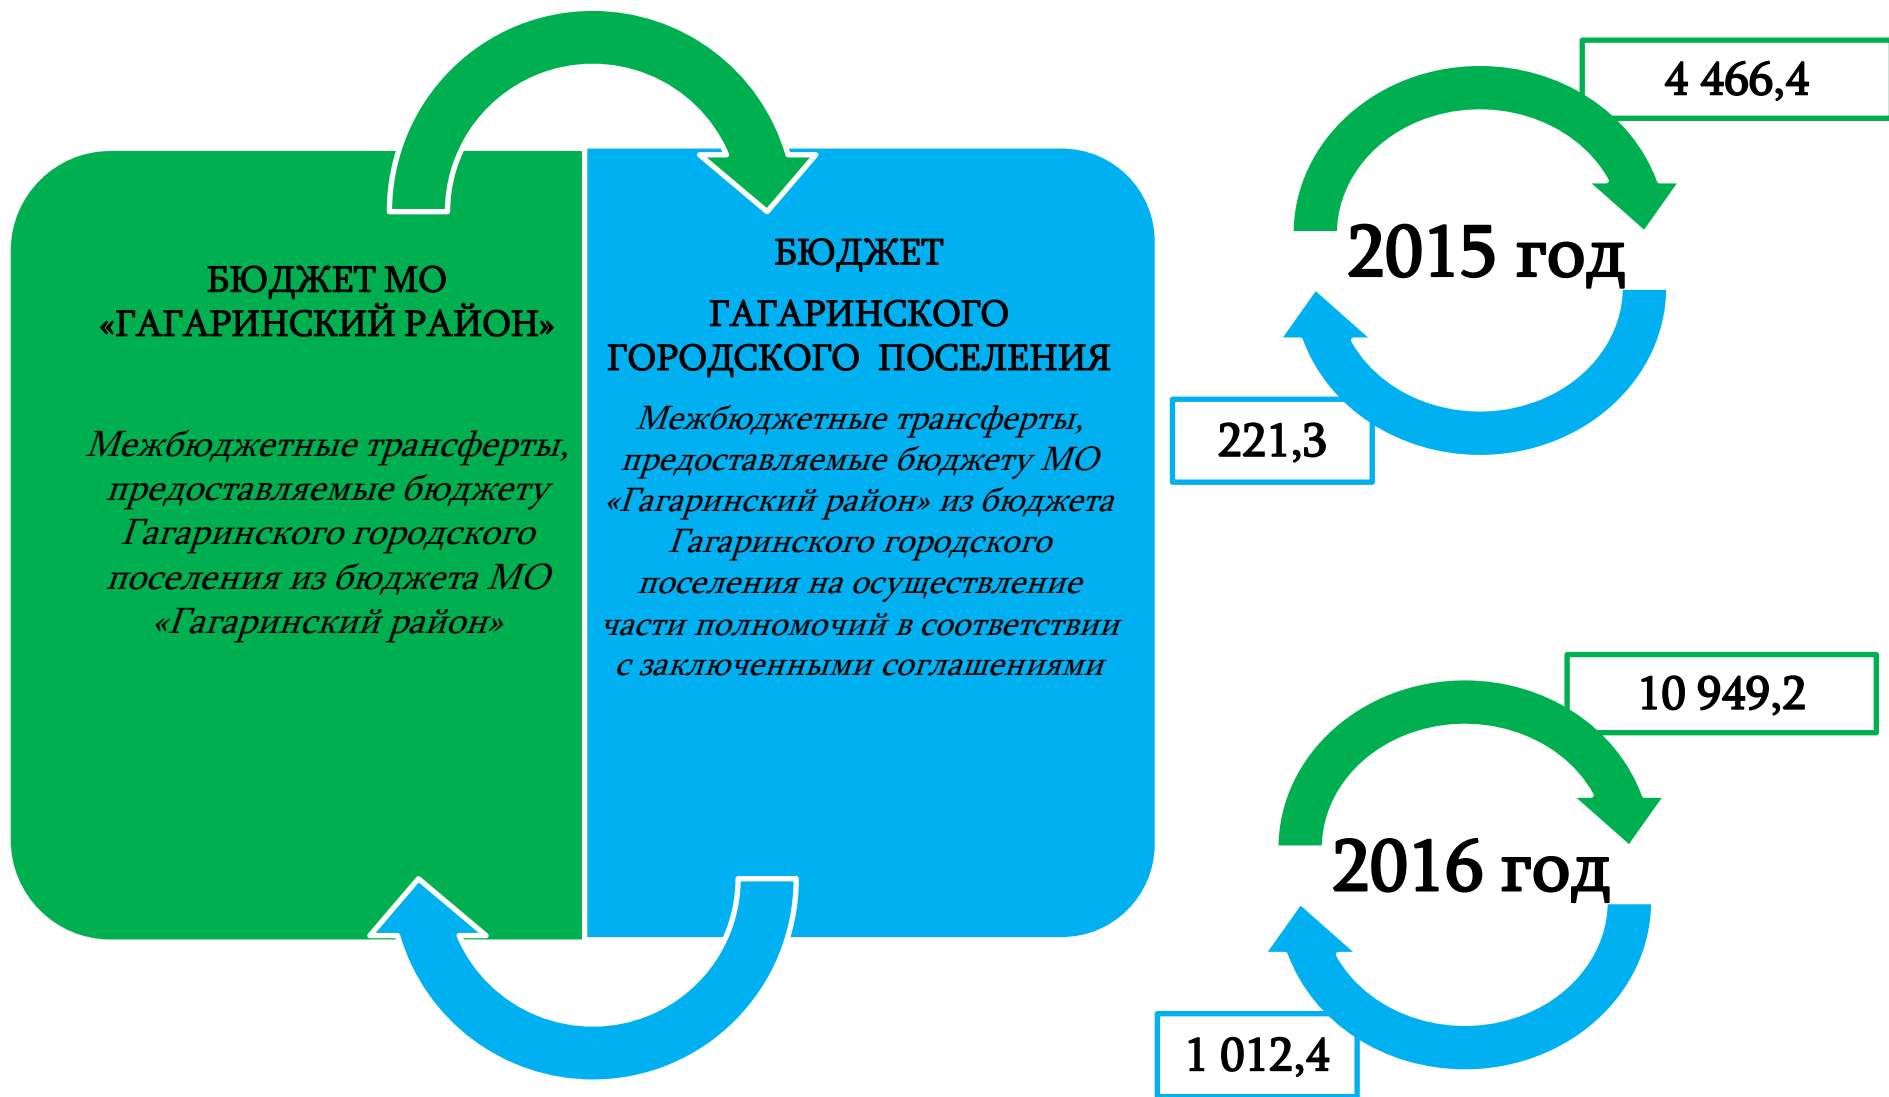 БЮДЖЕТ МО
«ГАГАРИНСКИЙ РАЙОН»
Межбюджетные трансферты,
предоставляемые бюджету
Гагаринского городского
поселения из бюджета МО
«Гагаринский район»
БЮДЖЕТ
ГАГАРИНСКОГО
ГОРОДСКОГО ПОСЕЛЕНИЯ
Межбюджетные трансферты,
предоставляемые бюджету МО
«Гагаринский район» из бюджета
Гагаринского городского
поселения на осуществление
части полномочий в соответствии
с заключенными соглашениями
4 466,4
2015 год
221,3
10 949,2
2016 год
1 012,4